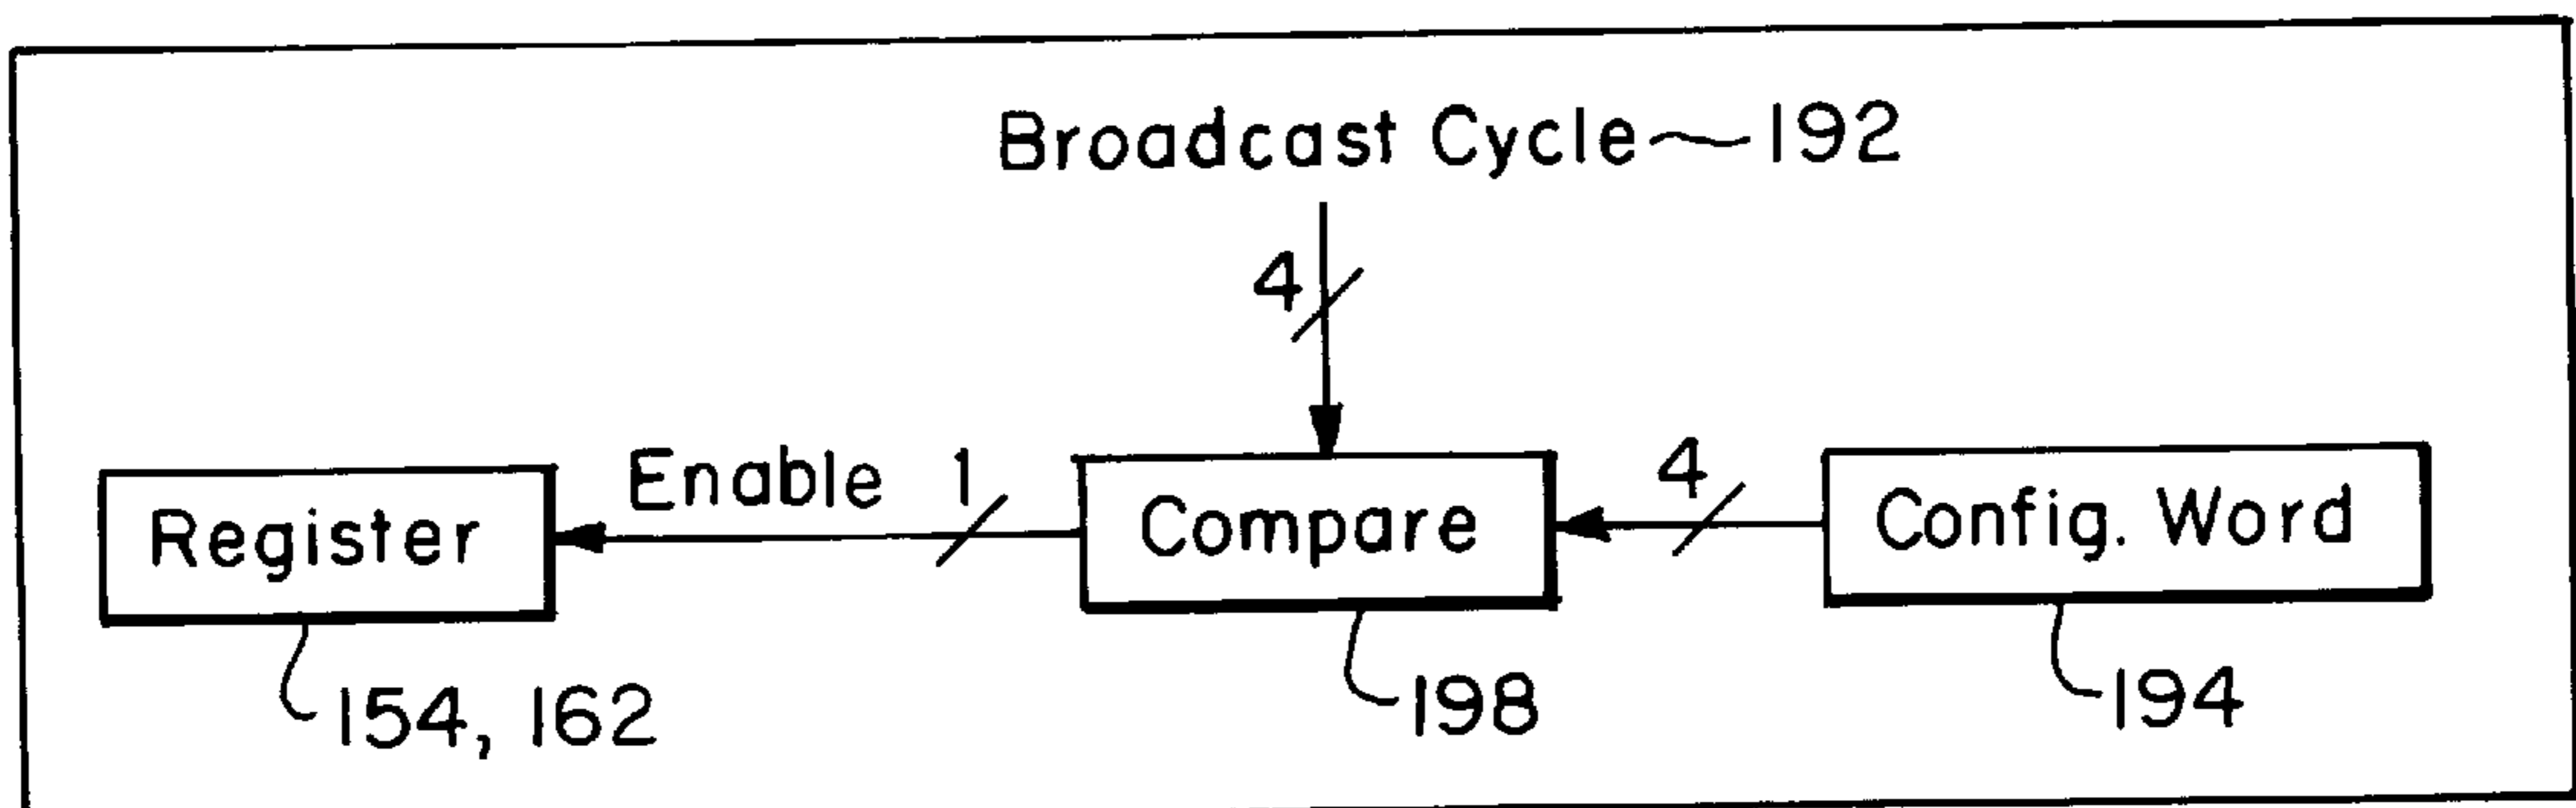 Broadcast Cycle 192
4
Enable 1
4
Register
Compare
Config. Word
154, 162
198
194